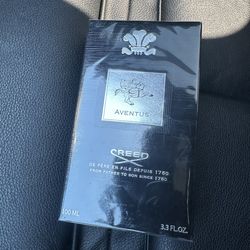 AVENTUS
CREED
DE PÈRE EN FILS DEPUIS 1760
FROM FATHER TO SON SINCE 1760
100 ML
3.3 FL.OZ.